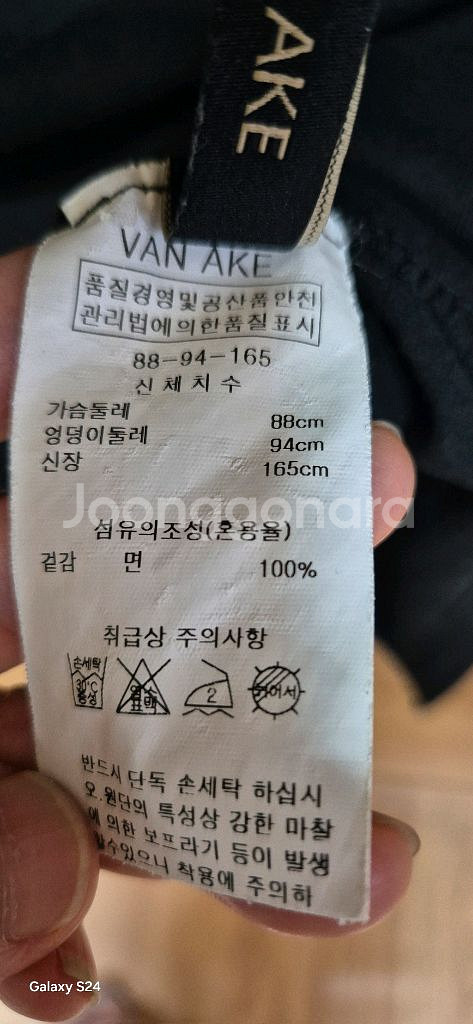 AKE
VAN AKE
품질경영및공산품안전
관리법에의한품질표시
88-94-165
신체치수
가슴둘레 88cm
엉덩이둘레 94cm
신장 165cm
Joonggonara
섬유의조성(혼용율)
겉감 면 100%
취급상 주의사항
손세탁
30℃
중성
염소
표백
2
반드시 단독 손세탁 하십시
오.원단의 특성상 강한 마찰
에 의한 보프라기 등이 발생
할수있으니 착용에 주의하
Galaxy S24